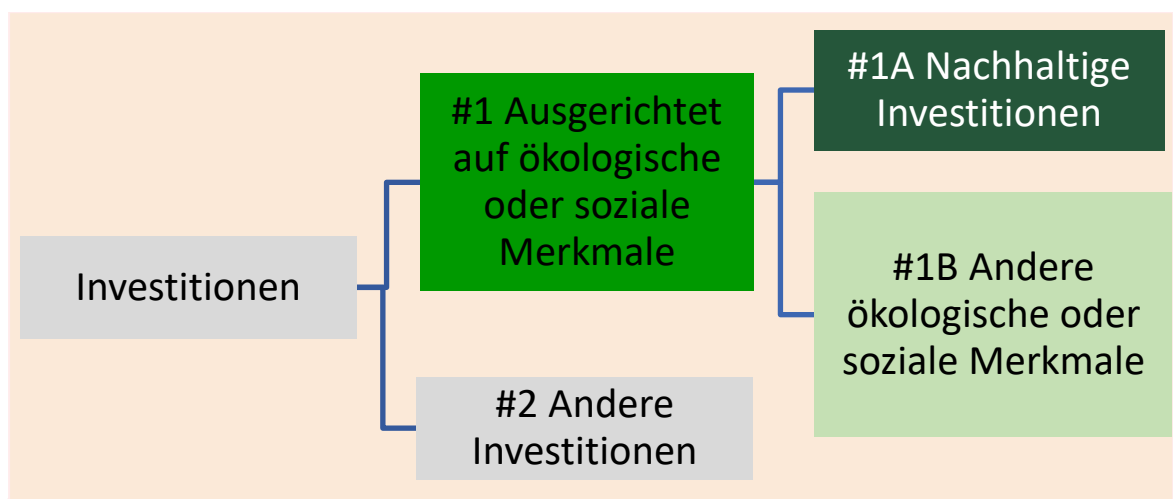 Investitionen
#1 Ausgerichtet
auf ökologische
oder soziale
Merkmale
#2 Andere
Investitionen
#1A Nachhaltige
Investitionen
#1B Andere
ökologische oder
soziale Merkmale